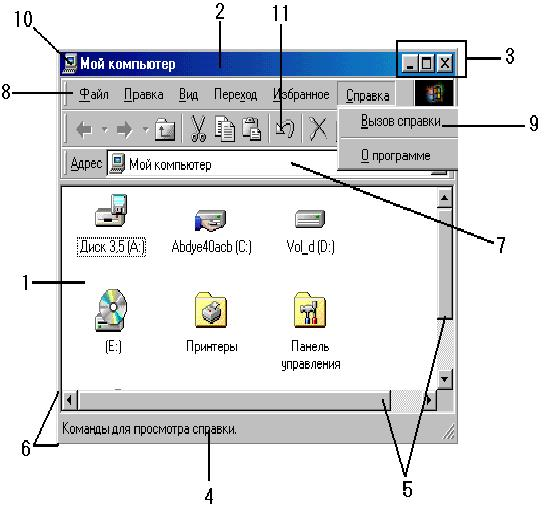 10
2
11
3
Мой компьютер
8
Файл Правка Вид Переход Избранное Справка
Вызов справки
9
О программе
Адрес Мой компьютер
7
Диск 3,5 (A:) Abdye40acb (C:) Vol_d (D:)
1
(E:) Принтеры Панель
управления
6
Команды для просмотра справки.
4
5